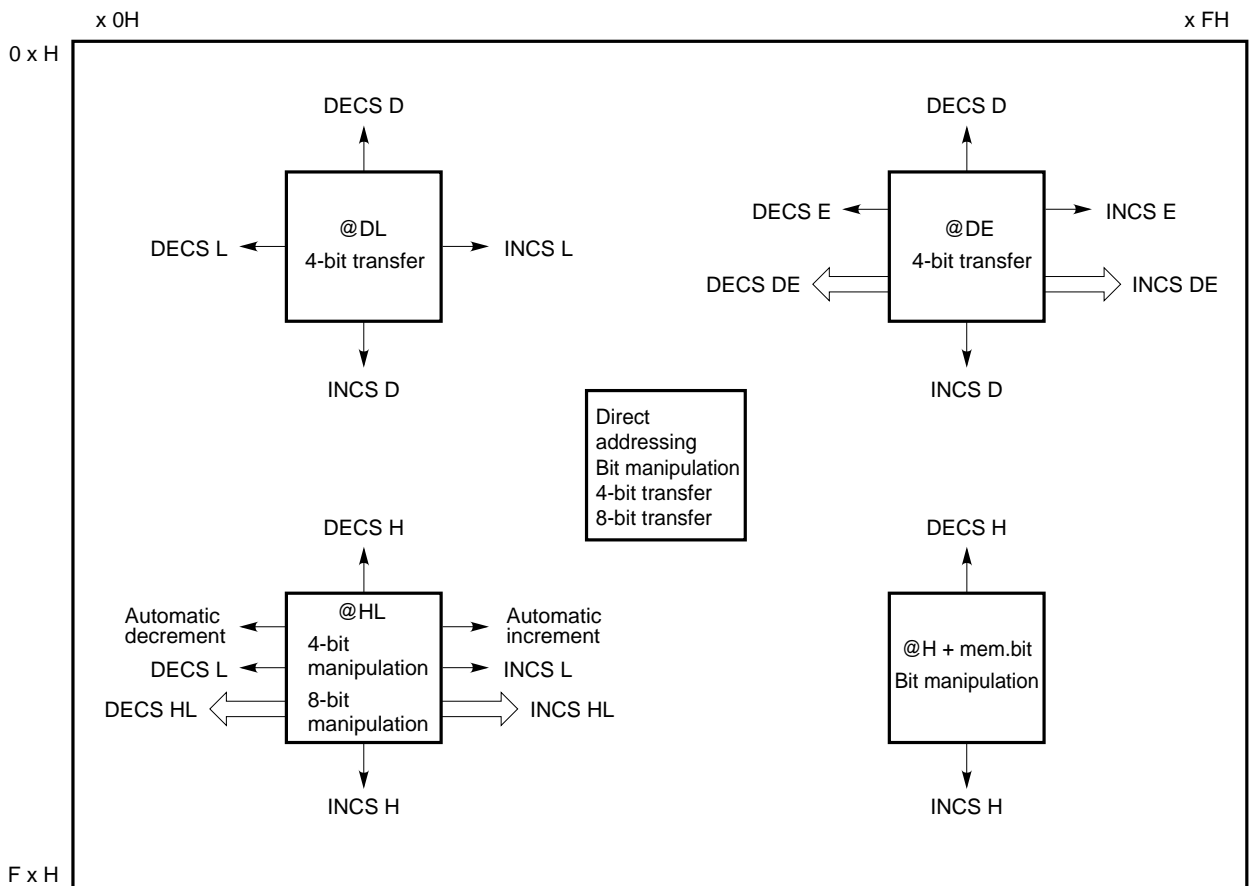 x 0H
x FH
0 x H
DECS D
DECS D
@DL
4-bit transfer
DECS L
INCS L
DECS E
INCS E
@DE
4-bit transfer
DECS DE
INCS DE
INCS D
INCS D
Direct
addressing
Bit manipulation
4-bit transfer
8-bit transfer
DECS H
DECS H
Automatic
decrement
@HL
4-bit
manipulation
8-bit
manipulation
Automatic
increment
DECS L
INCS L
DECS HL
INCS HL
@H + mem.bit
Bit manipulation
INCS H
INCS H
F x H